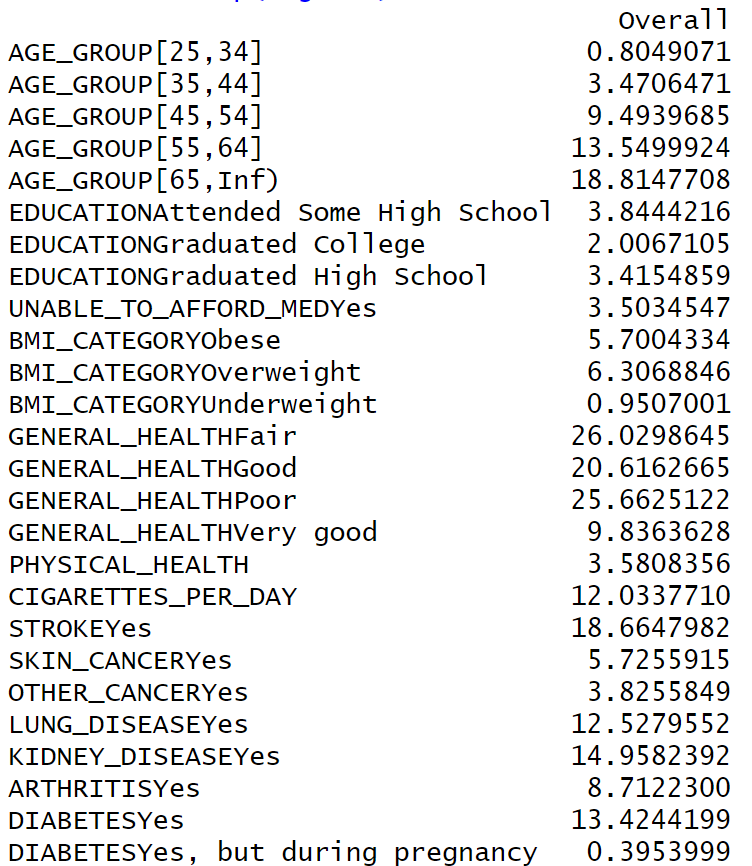 Overall
AGE_GROUP[25,34] 0.8049071
AGE_GROUP[35,44] 3.4706471
AGE_GROUP[45,54] 9.4939685
AGE_GROUP[55,64] 13.5499924
AGE_GROUP[65,Inf) 18.8147708
EDUCATIONAttended Some High School 3.8444216
EDUCATIONGraduated College 2.0067105
EDUCATIONGraduated High School 3.4154859
UNABLE_TO_AFFORD_MEDYes 3.5034547
BMI_CATEGORYObese 5.7004334
BMI_CATEGORYOverweight 6.3068846
BMI_CATEGORYUnderweight 0.9507001
GENERAL_HEALTHFair 26.0298645
GENERAL_HEALTHGood 20.6162665
GENERAL_HEALTHPoor 25.6625122
GENERAL_HEALTHVery good 9.8363628
PHYSICAL_HEALTH 3.5808356
CIGARETTES_PER_DAY 12.0337710
STROKEYes 18.6647982
SKIN_CANCERYes 5.7255915
OTHER_CANCERYes 3.8255849
LUNG_DISEASEYes 12.5279552
KIDNEY_DISEASEYes 14.9582392
ARTHRITISYes 8.7122300
DIABETESYes 13.4244199
DIABETESYes, but during pregnancy 0.3953999